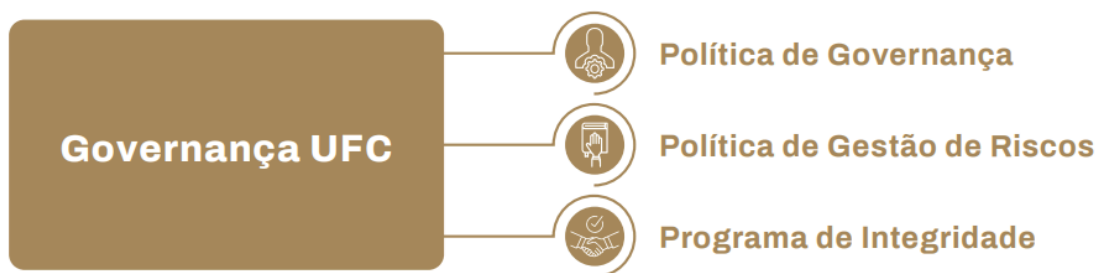 Governança UFC
Política de Governança
Política de Gestão de Riscos
Programa de Integridade